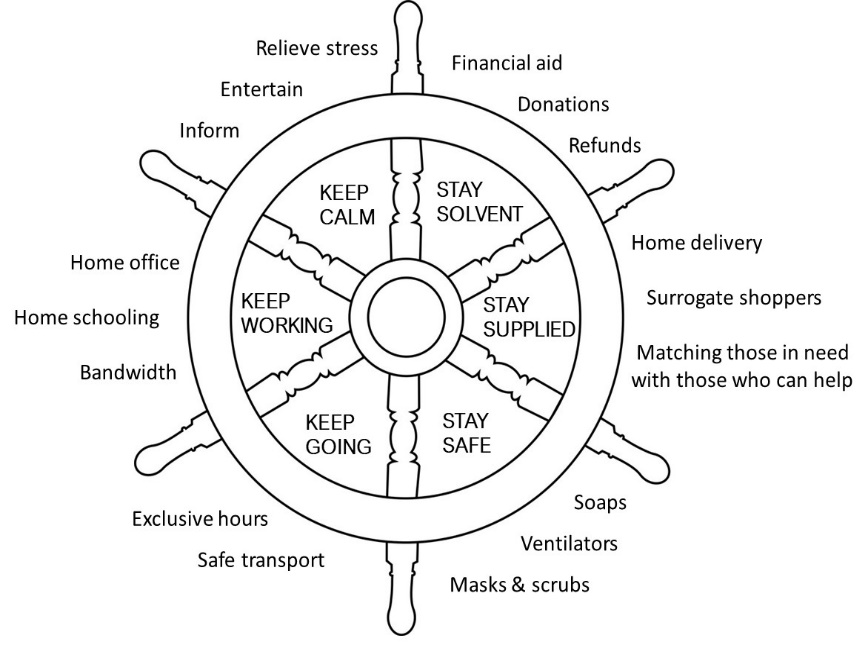 Relieve stress
Entertain
Inform
Financial aid
Donations
Refunds
KEEP
CALM
STAY
SOLVENT
Home office
Home schooling
Bandwidth
KEEP
WORKING
STAY
SUPPLIED
Home delivery
Surrogate shoppers
Matching those in need
with those who can help
KEEP
GOING
STAY
SAFE
Exclusive hours
Safe transport
Soaps
Ventilators
Masks & scrubs